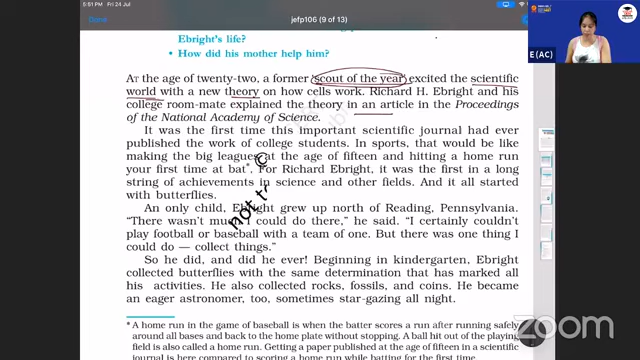 5:51 PM Fri 24 Jul
jefp106 (9 of 13)
Done
Ebright's life?
• How did his mother help him?
AT the age of twenty-two, a former 'scout of the year' excited the scientific
world with a new theory on how cells work. Richard H. Ebright and his
college room-mate explained the theory in an article in the Proceedings
of the National Academy of Science.
It was the first time this important scientific journal had ever
published the work of college students. In sports, that would be like
making the big leagues at the age of fifteen and hitting a home run
your first time at bat*. For Richard Ebright, it was the first in a long
string of achievements in science and other fields. And it all started
with butterflies.
An only child, Ebright grew up north of Reading, Pennsylvania.
“There wasn't much I could do there,” he said. “I certainly couldn't
play football or baseball with a team of one. But there was one thing I
could do — collect things.”
So he did, and did he ever! Beginning in kindergarten, Ebright
collected butterflies with the same determination that has marked all
his activities. He also collected rocks, fossils, and coins. He became
an eager astronomer, too, sometimes star-gazing all night.
* A home run in the game of baseball is when the batter scores a run after running safely
around all bases and back to the home plate without stopping. A ball hit out of the playing
field is also called a home run. Getting a paper published at the age of fifteen in a scientific
journal is here compared to scoring a home run while batting for the first time.
©
not t
E (AC)
zoom